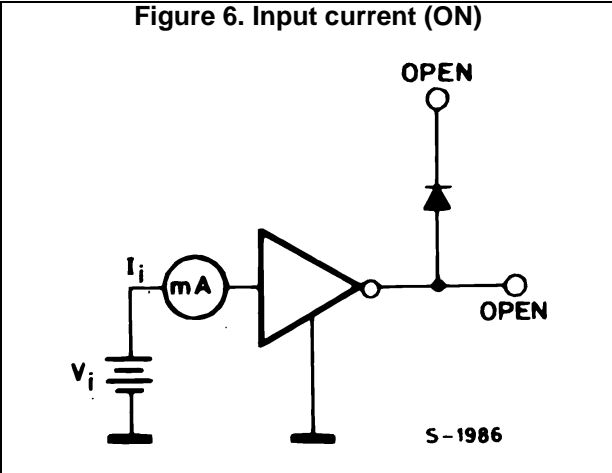 Figure 6. Input current (ON)
OPEN
Ii
mA
OPEN
Vi
S-1986